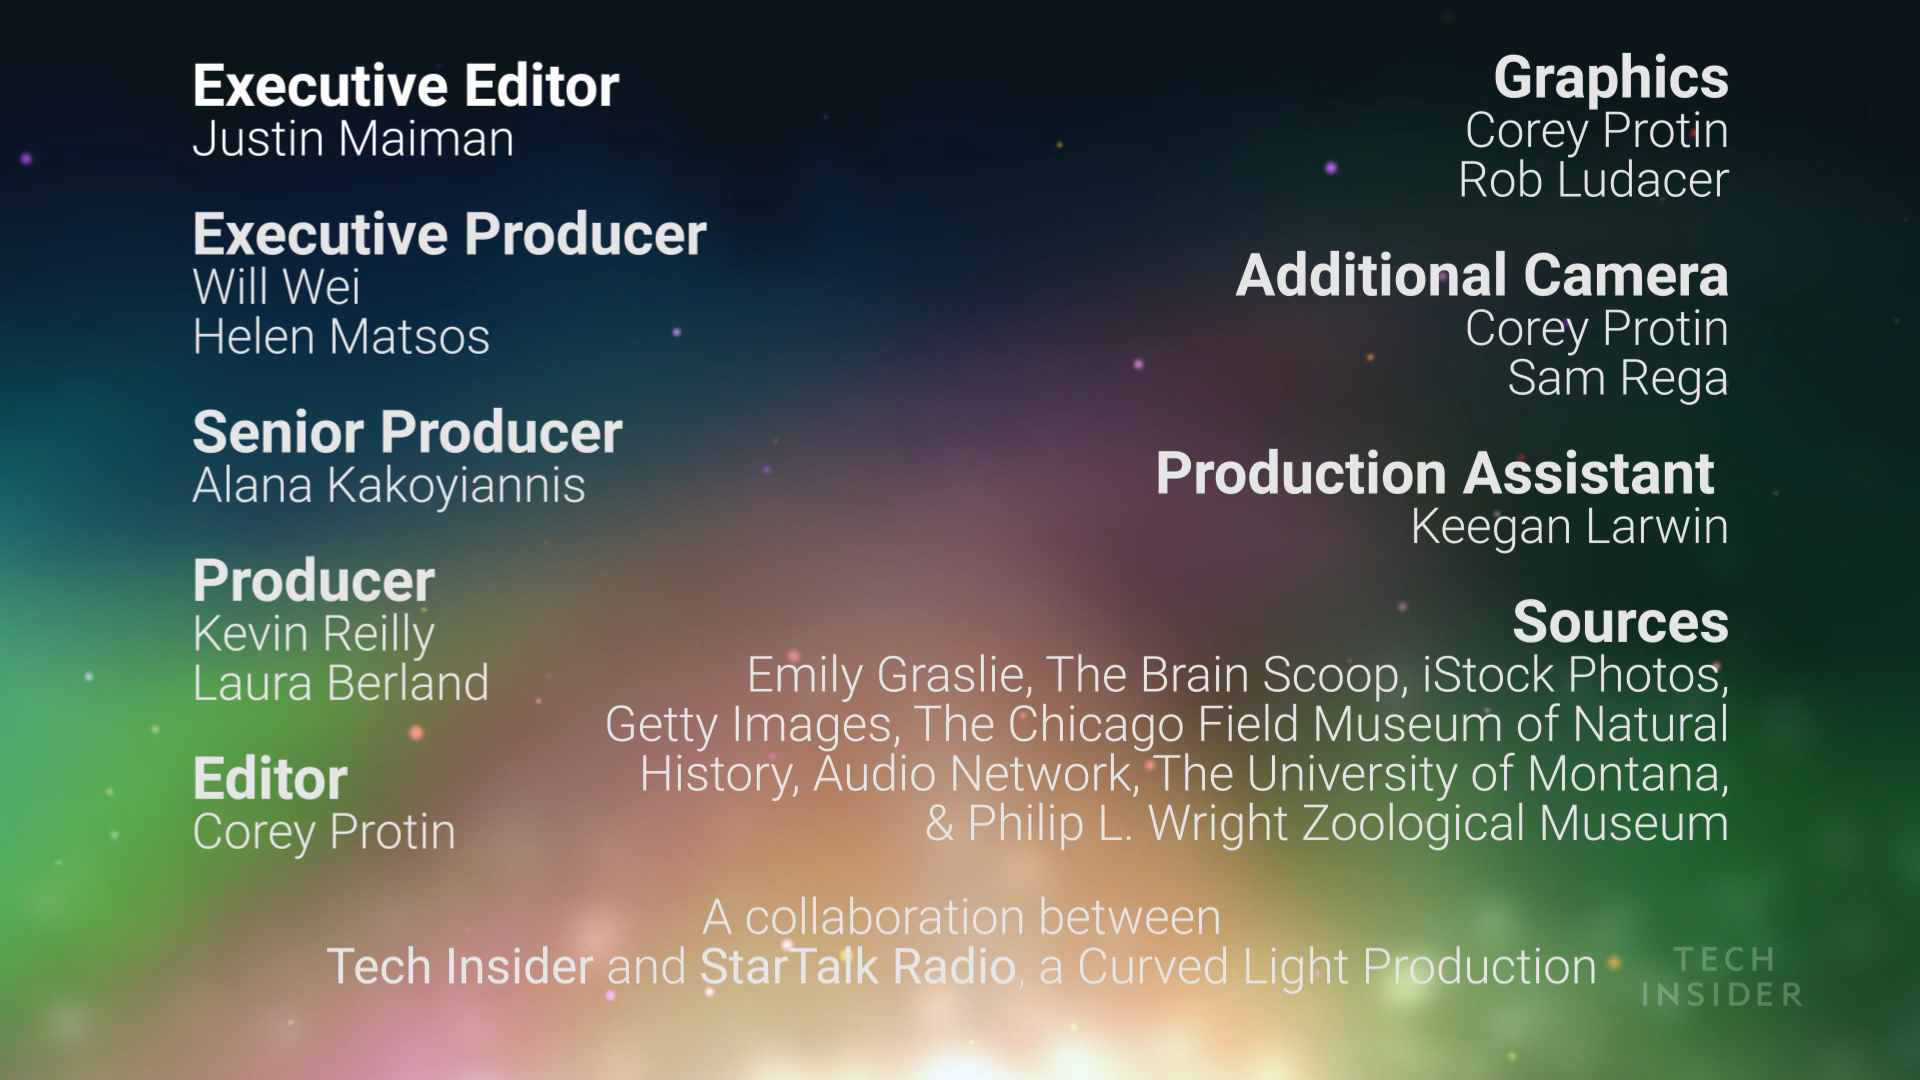 Executive Editor
Justin Maiman
Executive Producer
Will Wei
Helen Matsos
Senior Producer
Alana Kakoyiannis
Producer
Kevin Reilly
Laura Berland
Editor
Corey Protin
Graphics
Corey Protin
Rob Ludacer
Additional Camera
Corey Protin
Sam Rega
Production Assistant
Keegan Larwin
Sources
Emily Graslie, The Brain Scoop, iStock Photos,
Getty Images, The Chicago Field Museum of Natural
History, Audio Network, The University of Montana,
& Philip L. Wright Zoological Museum
A collaboration between
Tech Insider and StarTalk Radio, a Curved Light Production
TECH
INSIDER